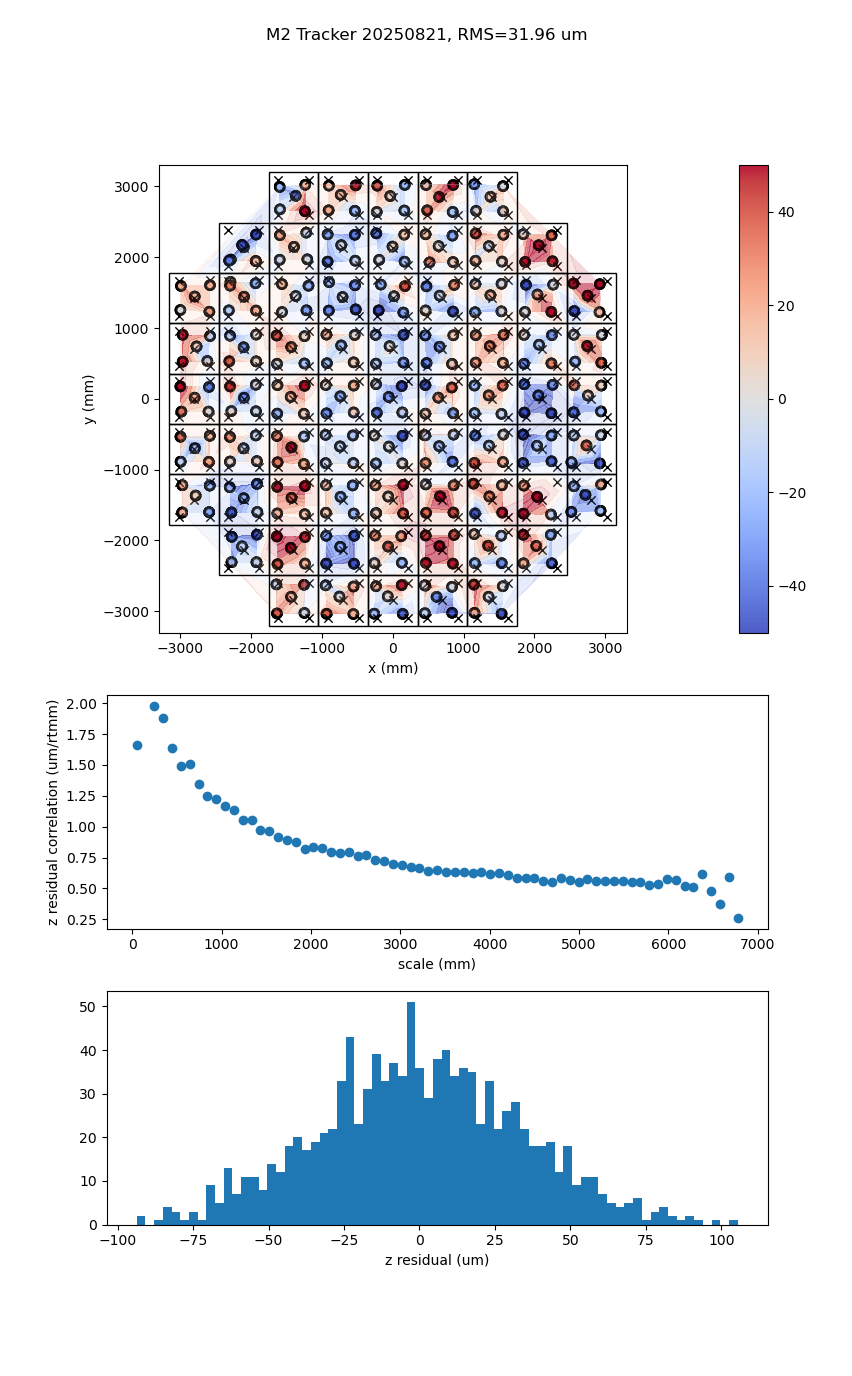 M2 Tracker 20250821, RMS=31.96 um
3000
2000
1000
0
−1000
−2000
−3000
y (mm)
−3000 −2000 −1000 0 1000 2000 3000
x (mm)
40
20
0
−20
−40
2.00
1.75
1.50
1.25
1.00
0.75
0.50
0.25
z residual correlation (um/rtmm)
0 1000 2000 3000 4000 5000 6000 7000
scale (mm)
50
40
30
20
10
0
−100 −75 −50 −25 0 25 50 75 100
z residual (um)